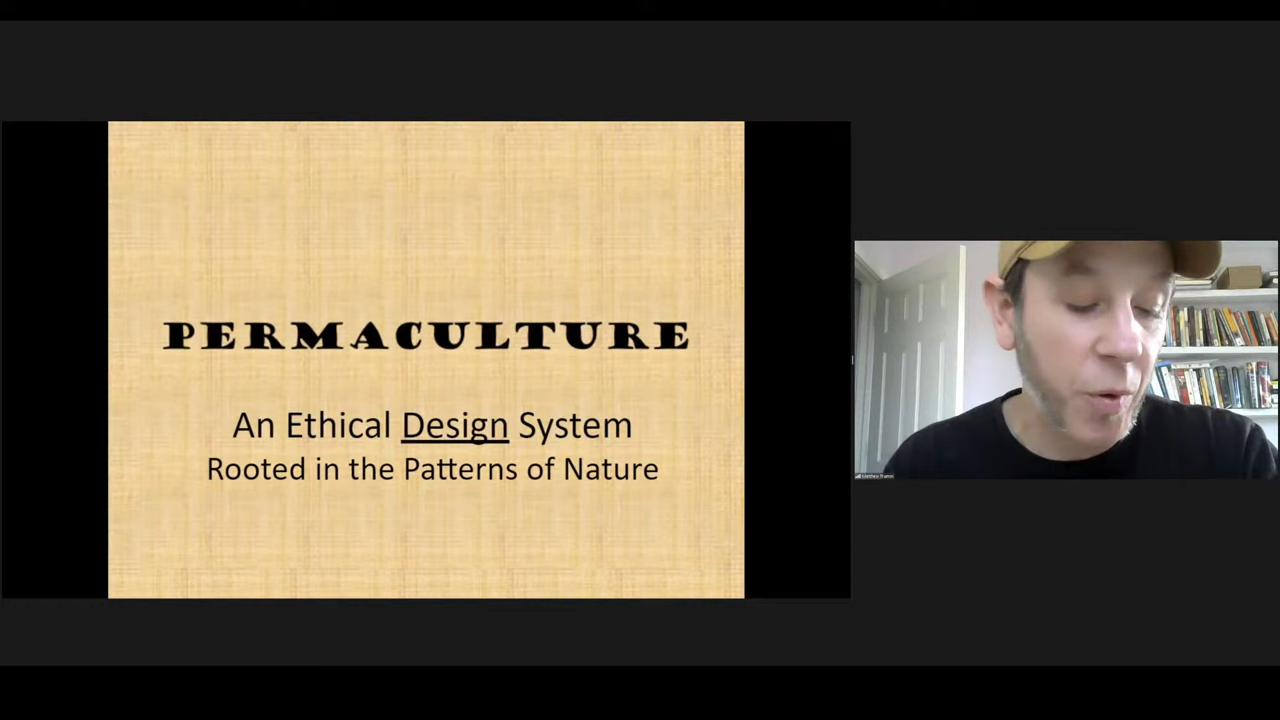 PERMACULTURE
An Ethical Design System
Rooted in the Patterns of Nature